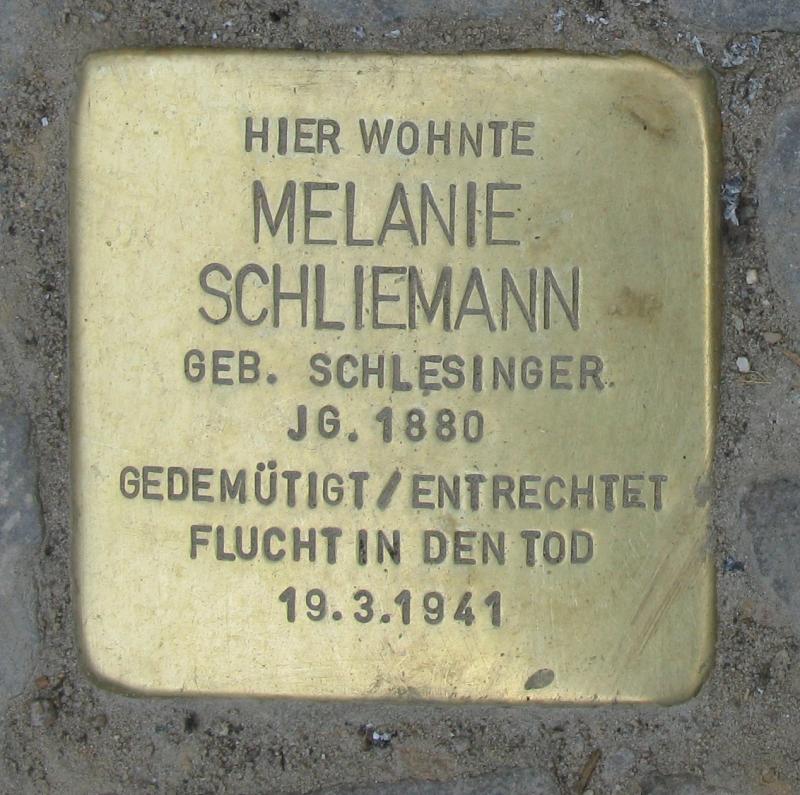 HIER WOHNTE
MELANIE
SCHLIEMANN
GEB. SCHLESINGER
JG. 1880
GEDEMÜTIGT/ENTRECHTET
FLUCHT IN DEN TOD
19.3.1941